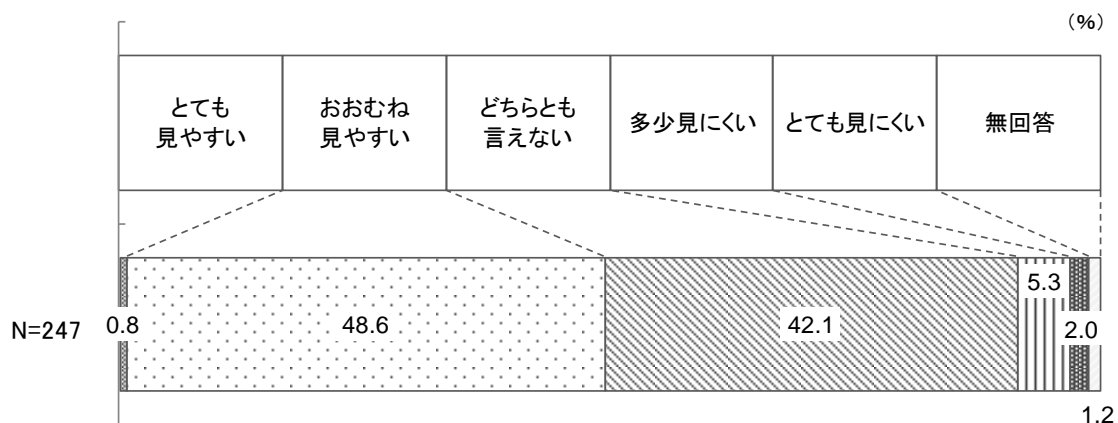 (%)
とても
見やすい
おおむね
見やすい
どちらとも
言えない
多少見にくい
とても見にくい
無回答
N=247
0.8
48.6
42.1
5.3
2.0
1.2